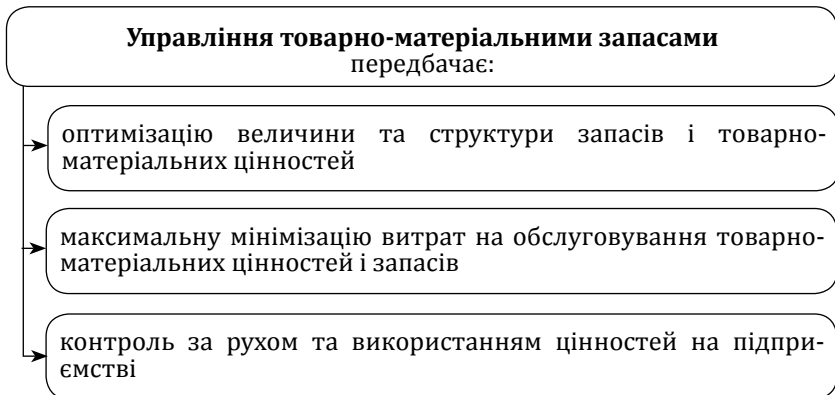 Управління товарно-матеріальними запасами
передбачає:
оптимізацію величини та структури запасів і товарно-
матеріальних цінностей
максимальну мінімізацію витрат на обслуговування товарно-
матеріальних цінностей і запасів
контроль за рухом та використанням цінностей на підпри-
ємстві